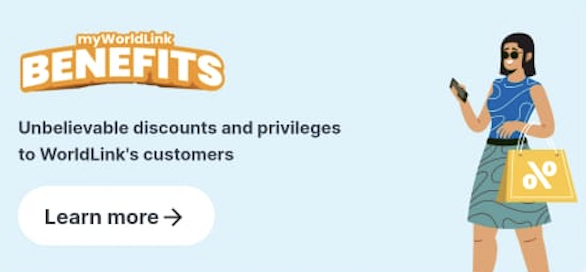 myWorldLink
BENEFITS
Unbelievable discounts and privileges
to WorldLink's customers
Learn more →
%